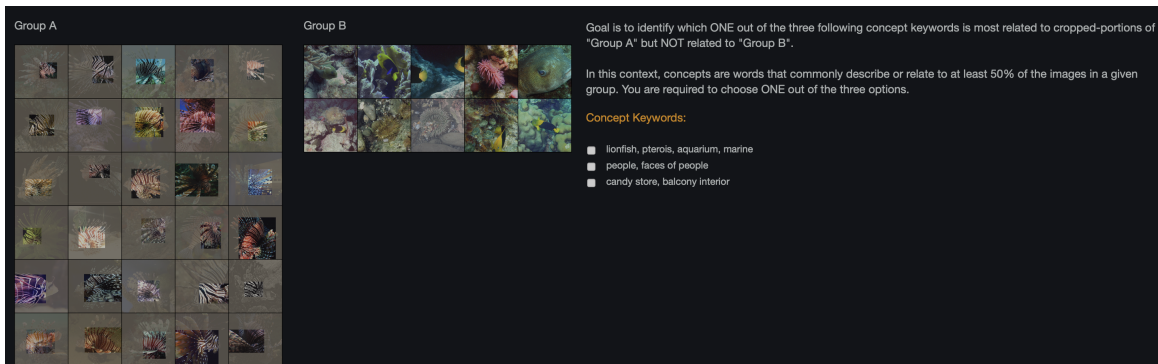 Group A
Group B
Goal is to identify which ONE out of the three following concept keywords is most related to cropped-portions of
"Group A" but NOT related to "Group B".
In this context, concepts are words that commonly describe or relate to at least 50% of the images in a given
group. You are required to choose ONE out of the three options.
Concept Keywords:
lionfish, pterois, aquarium, marine
people, faces of people
candy store, balcony interior